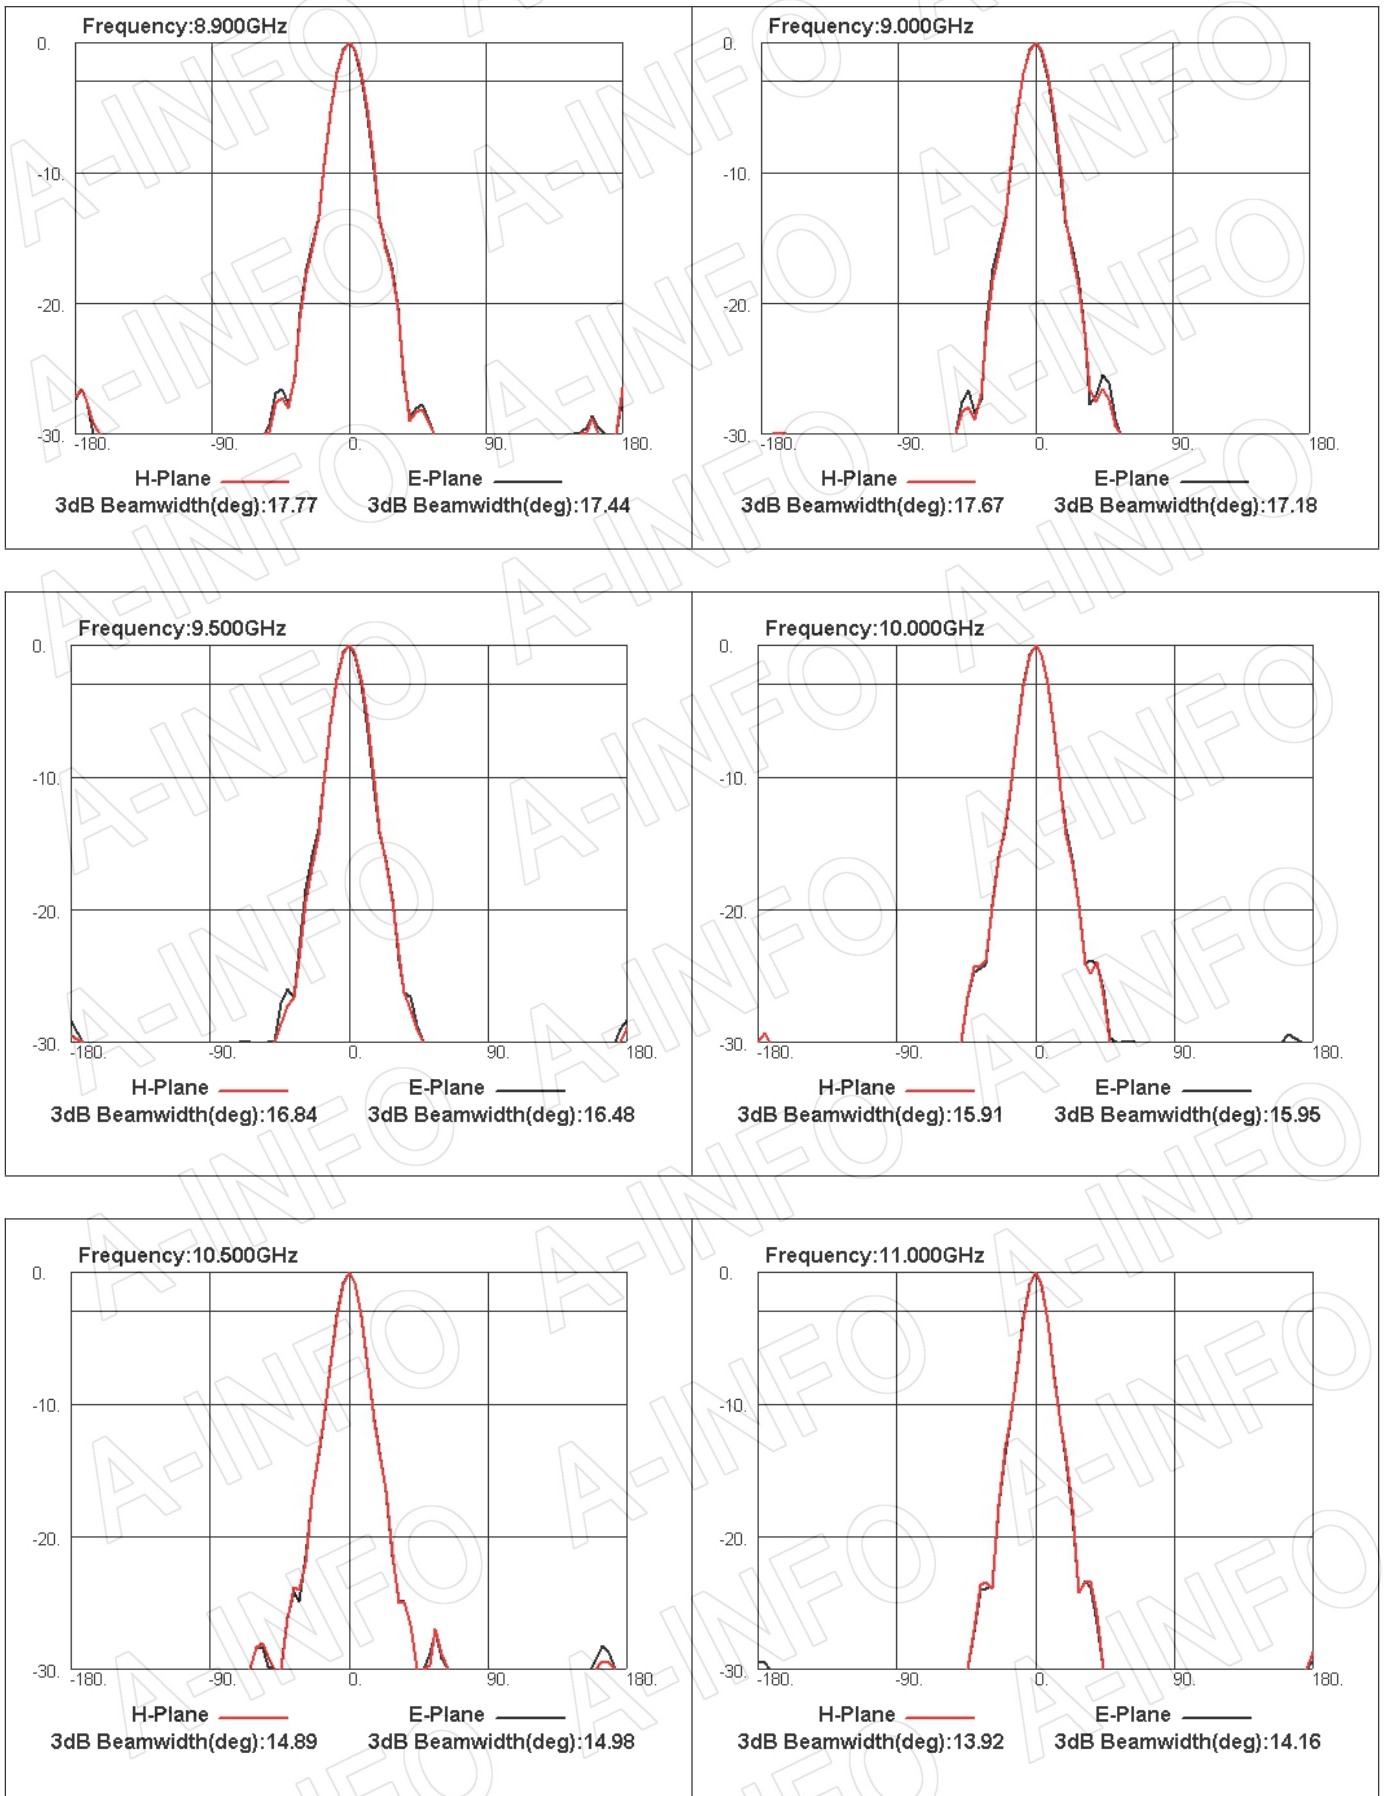 Frequency:8.900GHz
0.
-10.
-20.
-30.
-180.
-90.
0.
90.
180.
H-Plane E-Plane
3dB Beamwidth(deg):17.77 3dB Beamwidth(deg):17.44
Frequency:9.000GHz
0.
-10.
-20.
-30.
-180.
-90.
0.
90.
180.
H-Plane E-Plane
3dB Beamwidth(deg):17.67 3dB Beamwidth(deg):17.18
Frequency:9.500GHz
0.
-10.
-20.
-30.
-180.
-90.
0.
90.
180.
H-Plane E-Plane
3dB Beamwidth(deg):16.84 3dB Beamwidth(deg):16.48
Frequency:10.000GHz
0.
-10.
-20.
-30.
-180.
-90.
0.
90.
180.
H-Plane E-Plane
3dB Beamwidth(deg):15.91 3dB Beamwidth(deg):15.95
Frequency:10.500GHz
0.
-10.
-20.
-30.
-180.
-90.
0.
90.
180.
H-Plane E-Plane
3dB Beamwidth(deg):14.89 3dB Beamwidth(deg):14.98
Frequency:11.000GHz
0.
-10.
-20.
-30.
-180.
-90.
0.
90.
180.
H-Plane E-Plane
3dB Beamwidth(deg):13.92 3dB Beamwidth(deg):14.16
A-INFO